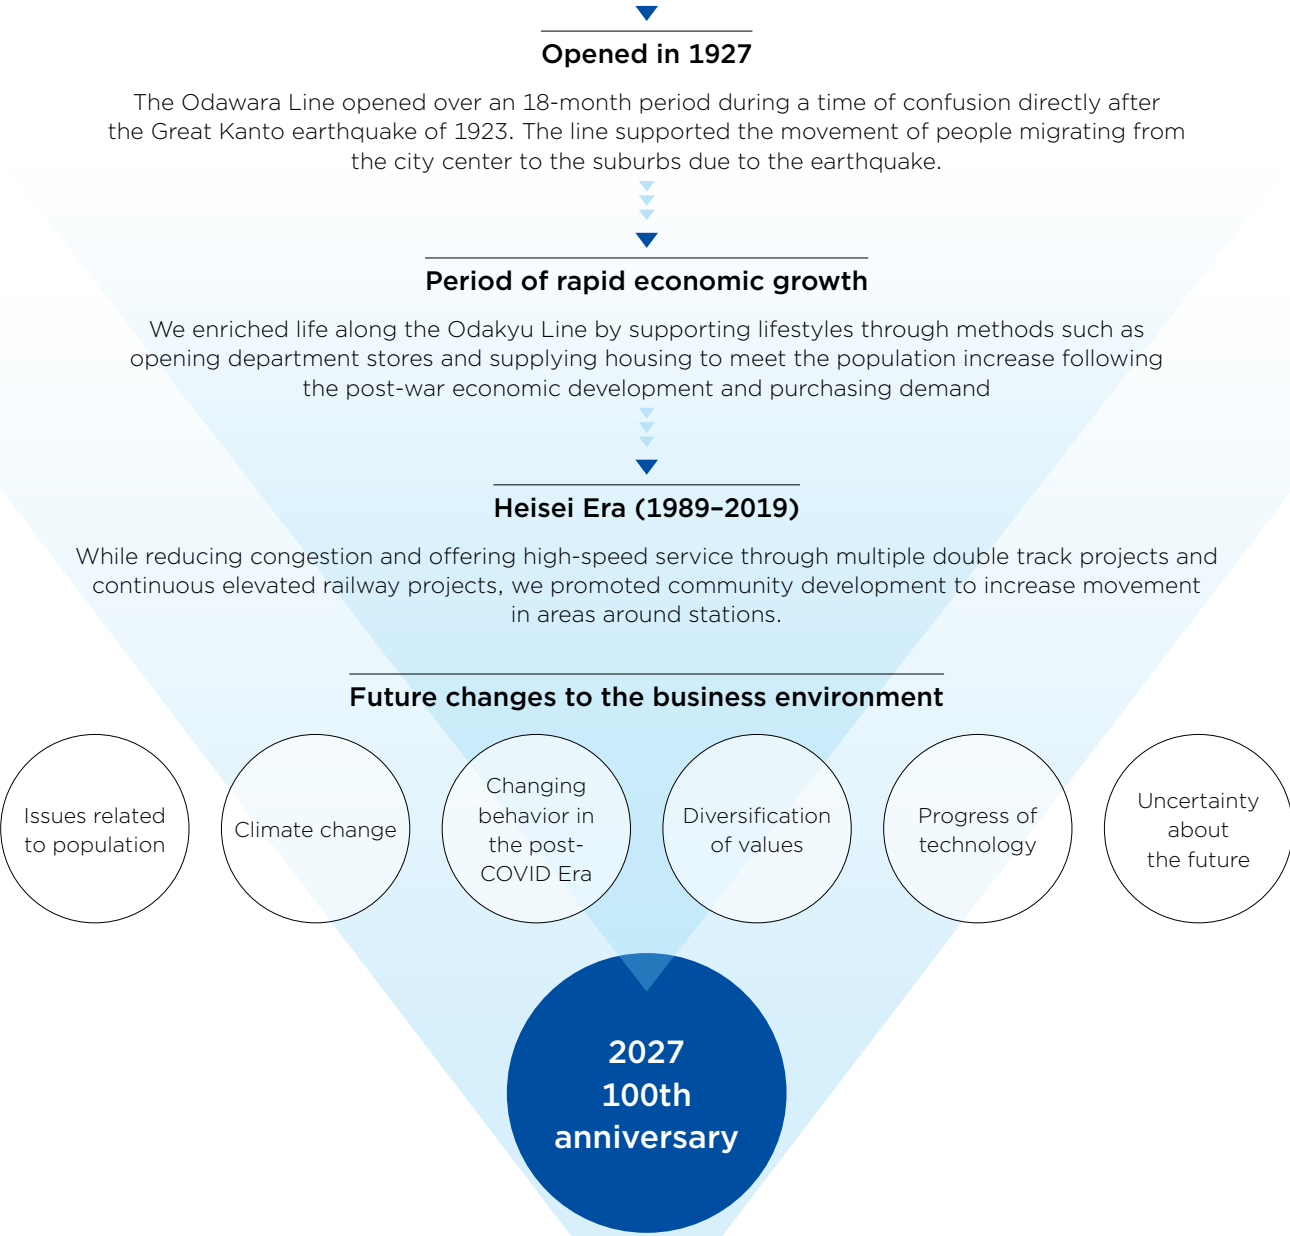 Opened in 1927
The Odawara Line opened over an 18-month period during a time of confusion directly after
the Great Kanto earthquake of 1923. The line supported the movement of people migrating from
the city center to the suburbs due to the earthquake.
Period of rapid economic growth
We enriched life along the Odakyu Line by supporting lifestyles through methods such as
opening department stores and supplying housing to meet the population increase following
the post-war economic development and purchasing demand
Heisei Era (1989–2019)
While reducing congestion and offering high-speed service through multiple double track projects and
continuous elevated railway projects, we promoted community development to increase movement
in areas around stations.
Future changes to the business environment
Issues related
to population
Climate change
Changing
behavior in
the post-
COVID Era
Diversification
of values
Progress of
technology
Uncertainty
about
the future
2027
100th
anniversary